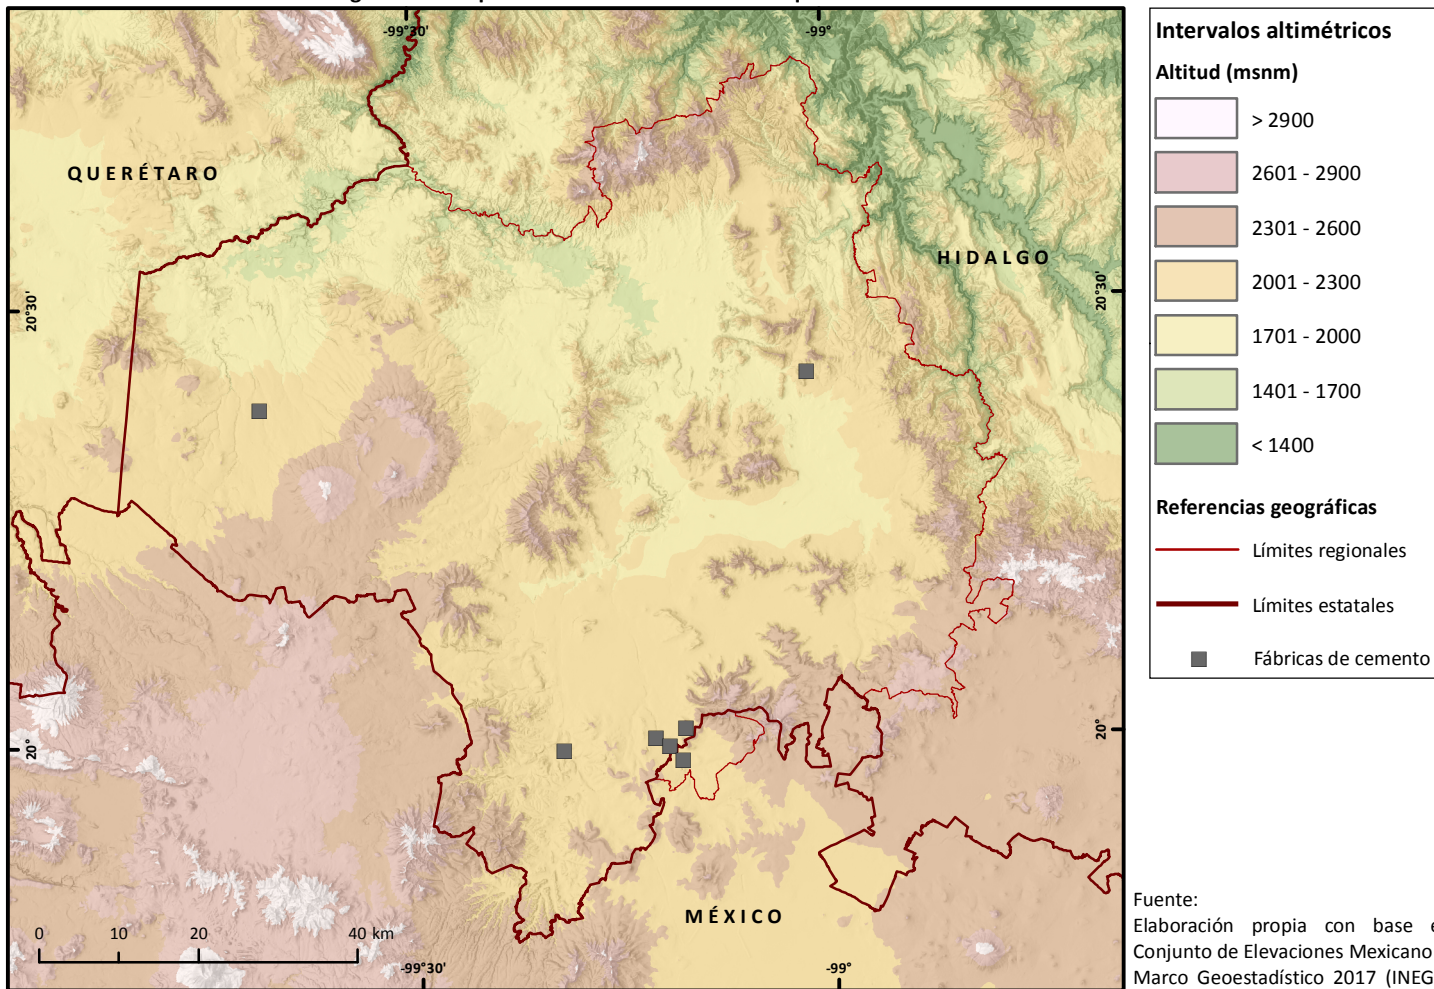 -99°30'
-99°
QUERÉTARO
HIDALGO
20°30'
20°30'
20°
20°
MÉXICO
0 10 20 40 km
-99°30'
-99°
Intervalos altimétricos
Altitud (msnm)
> 2900
2601 - 2900
2301 - 2600
2001 - 2300
1701 - 2000
1401 - 1700
< 1400
Referencias geográficas
Límites regionales
Límites estatales
Fábricas de cemento
Fuente:
Elaboración propia con base e
Conjunto de Elevaciones Mexicano
Marco Geoestadístico 2017 (INEG